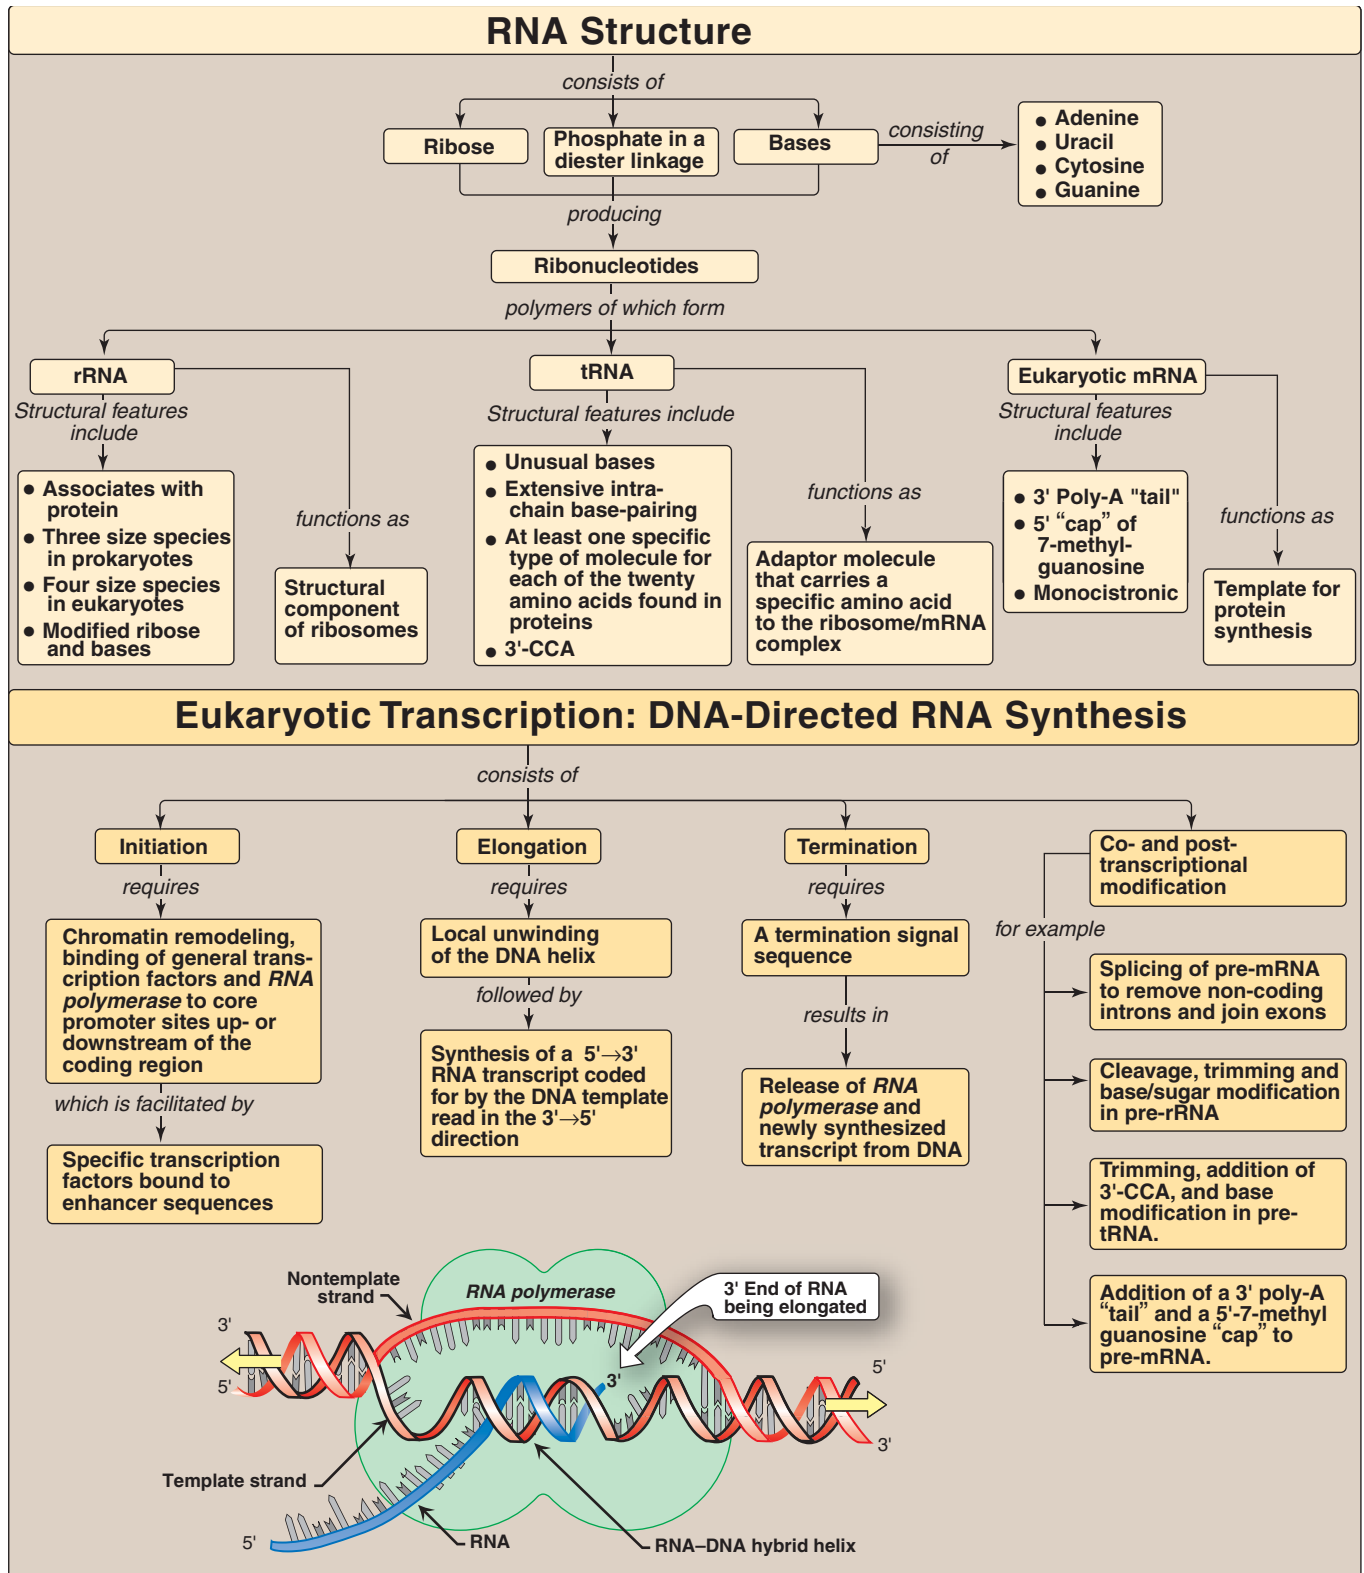 RNA Structure
consists of
Ribose
Phosphate in a
diester linkage
Bases
consisting
of
● Adenine
● Uracil
● Cytosine
● Guanine
producing
Ribonucleotides
polymers of which form
rRNA
Structural features
include
● Associates with
protein
● Three size species
in prokaryotes
● Four size species
in eukaryotes
● Modified ribose
and bases
functions as
Structural
component
of ribosomes
tRNA
Structural features include
● Unusual bases
● Extensive intra-
chain base-pairing
● At least one specific
type of molecule for
each of the twenty
amino acids found in
proteins
● 3'-CCA
functions as
Adaptor molecule
that carries a
specific amino acid
to the ribosome/mRNA
complex
Eukaryotic mRNA
Structural features
include
● 3' Poly-A "tail"
● 5' “cap” of
7-methyl-
guanosine
● Monocistronic
functions as
Template for
protein
synthesis
Eukaryotic Transcription: DNA-Directed RNA Synthesis
consists of
Initiation
requires
Chromatin remodeling,
binding of general trans-
cription factors and RNA
polymerase to core
promoter sites up- or
downstream of the
coding region
which is facilitated by
Specific transcription
factors bound to
enhancer sequences
Elongation
requires
Local unwinding
of the DNA helix
followed by
Synthesis of a 5'→3'
RNA transcript coded
for by the DNA template
read in the 3'→5'
direction
Termination
requires
A termination signal
sequence
results in
Release of RNA
polymerase and
newly synthesized
transcript from DNA
Co- and post-
transcriptional
modification
for example
Splicing of pre-mRNA
to remove non-coding
introns and join exons
Cleavage, trimming and
base/sugar modification
in pre-rRNA
Trimming, addition of
3'-CCA, and base
modification in pre-
tRNA.
Addition of a 3' poly-A
“tail” and a 5'-7-methyl
guanosine “cap” to
pre-mRNA.
Nontemplate
strand
RNA polymerase
3' End of RNA
being elongated
3'
5'
3'
5'
3'
Template strand
5'
RNA
RNA–DNA hybrid helix